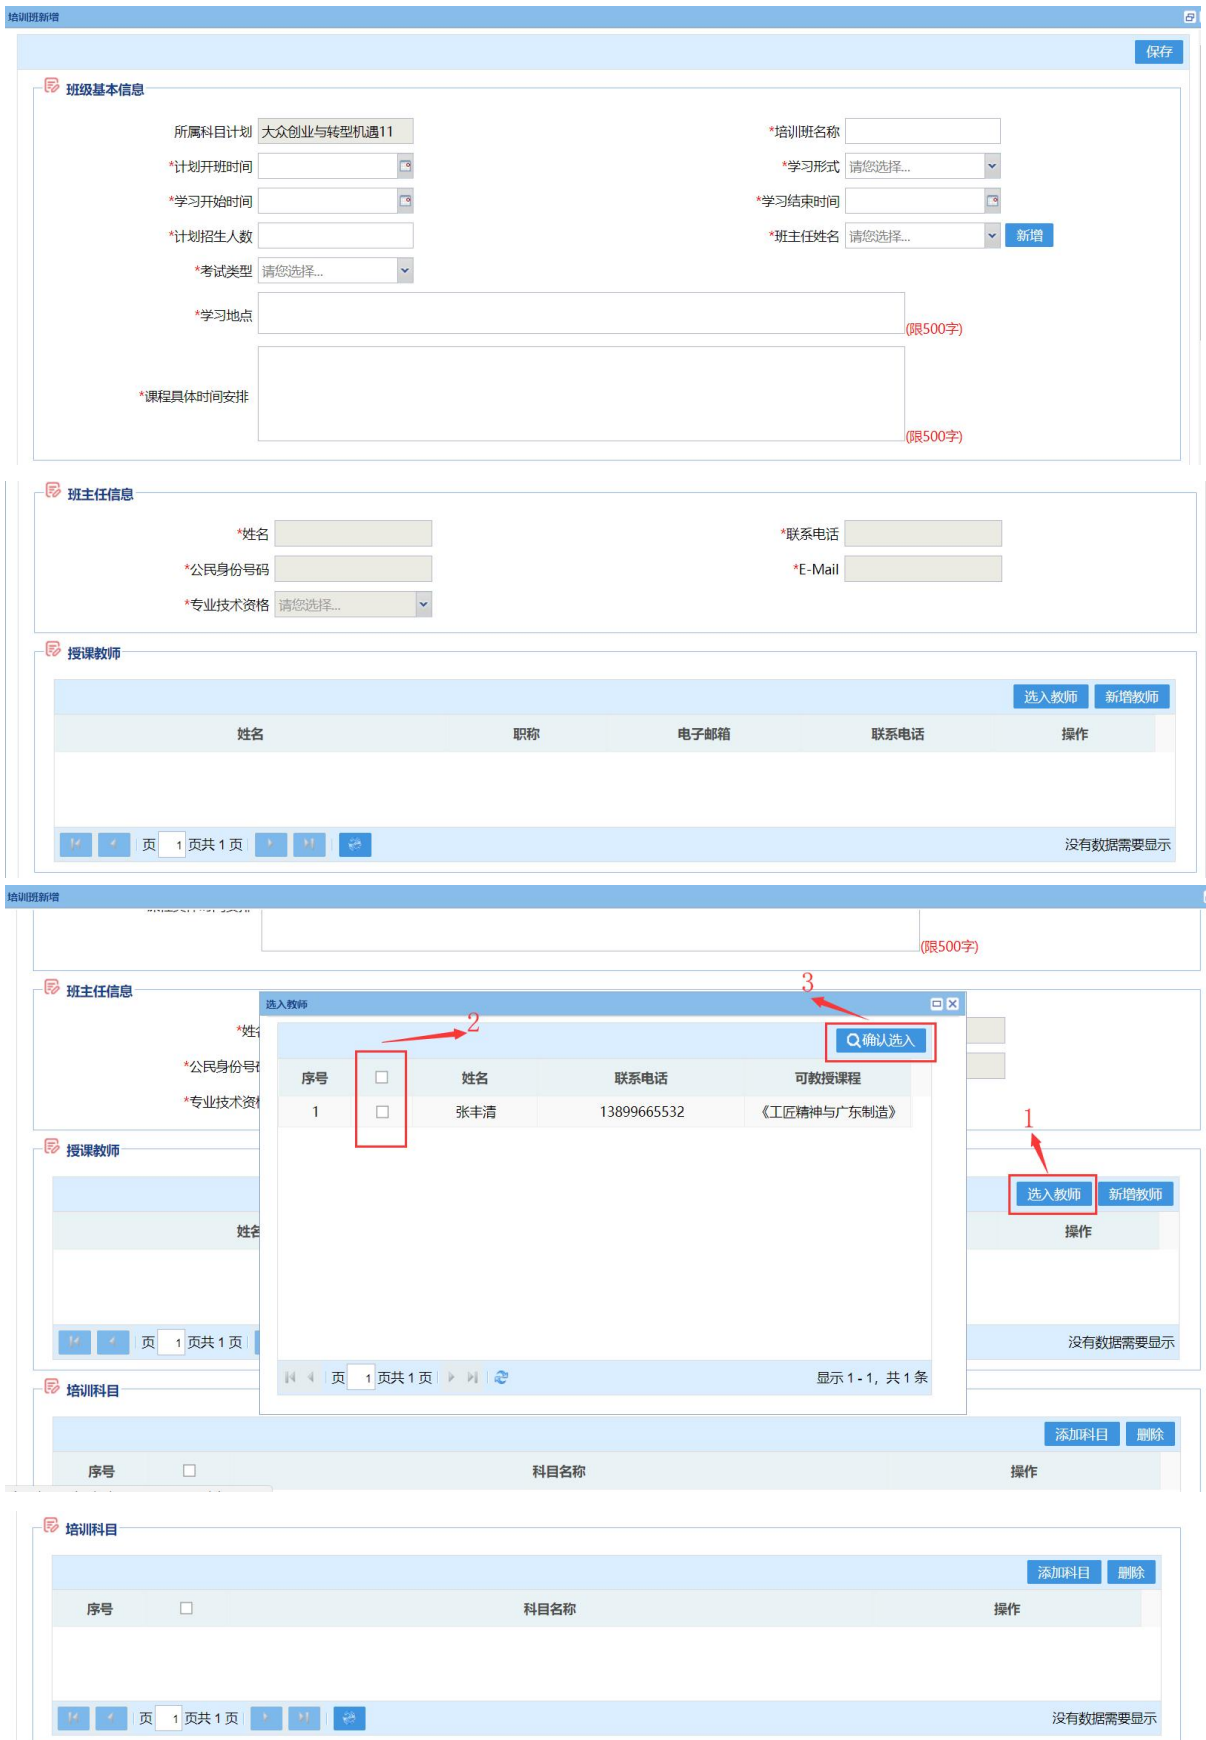 培训班新增
保存
班级基本信息
所属科目计划 大众创业与转型机遇11 *培训班名称
*计划开班时间 *学习形式 请您选择...
*学习开始时间 *学习结束时间
*计划招生人数 *班主任姓名 请您选择... 新增
*考试类型 请您选择...
*学习地点
(限500字)
*课程具体时间安排
(限500字)
班主任信息
*姓名 *联系电话
*公民身份号码 *E-Mail
*专业技术资格 请您选择...
授课教师
选入教师 新增教师
姓名 职称 电子邮箱 联系电话 操作
页 1 页共 1 页 没有数据需要显示
培训班新增
(限500字)
班主任信息
3
选入教师
2
*姓名
确认选入
*公民身份号
序号 姓名 联系电话 可教授课程
*专业技术资
1 张丰清 13899665532 《工匠精神与广东制造》
1
授课教师
选入教师 新增教师
姓名 操作
页 1 页共 1 页 没有数据需要显示
页 1 页共 1 页 显示 1 - 1, 共 1 条
培训科目
添加科目 删除
序号 科目名称 操作
培训科目
添加科目 删除
序号 科目名称 操作
页 1 页共 1 页 没有数据需要显示